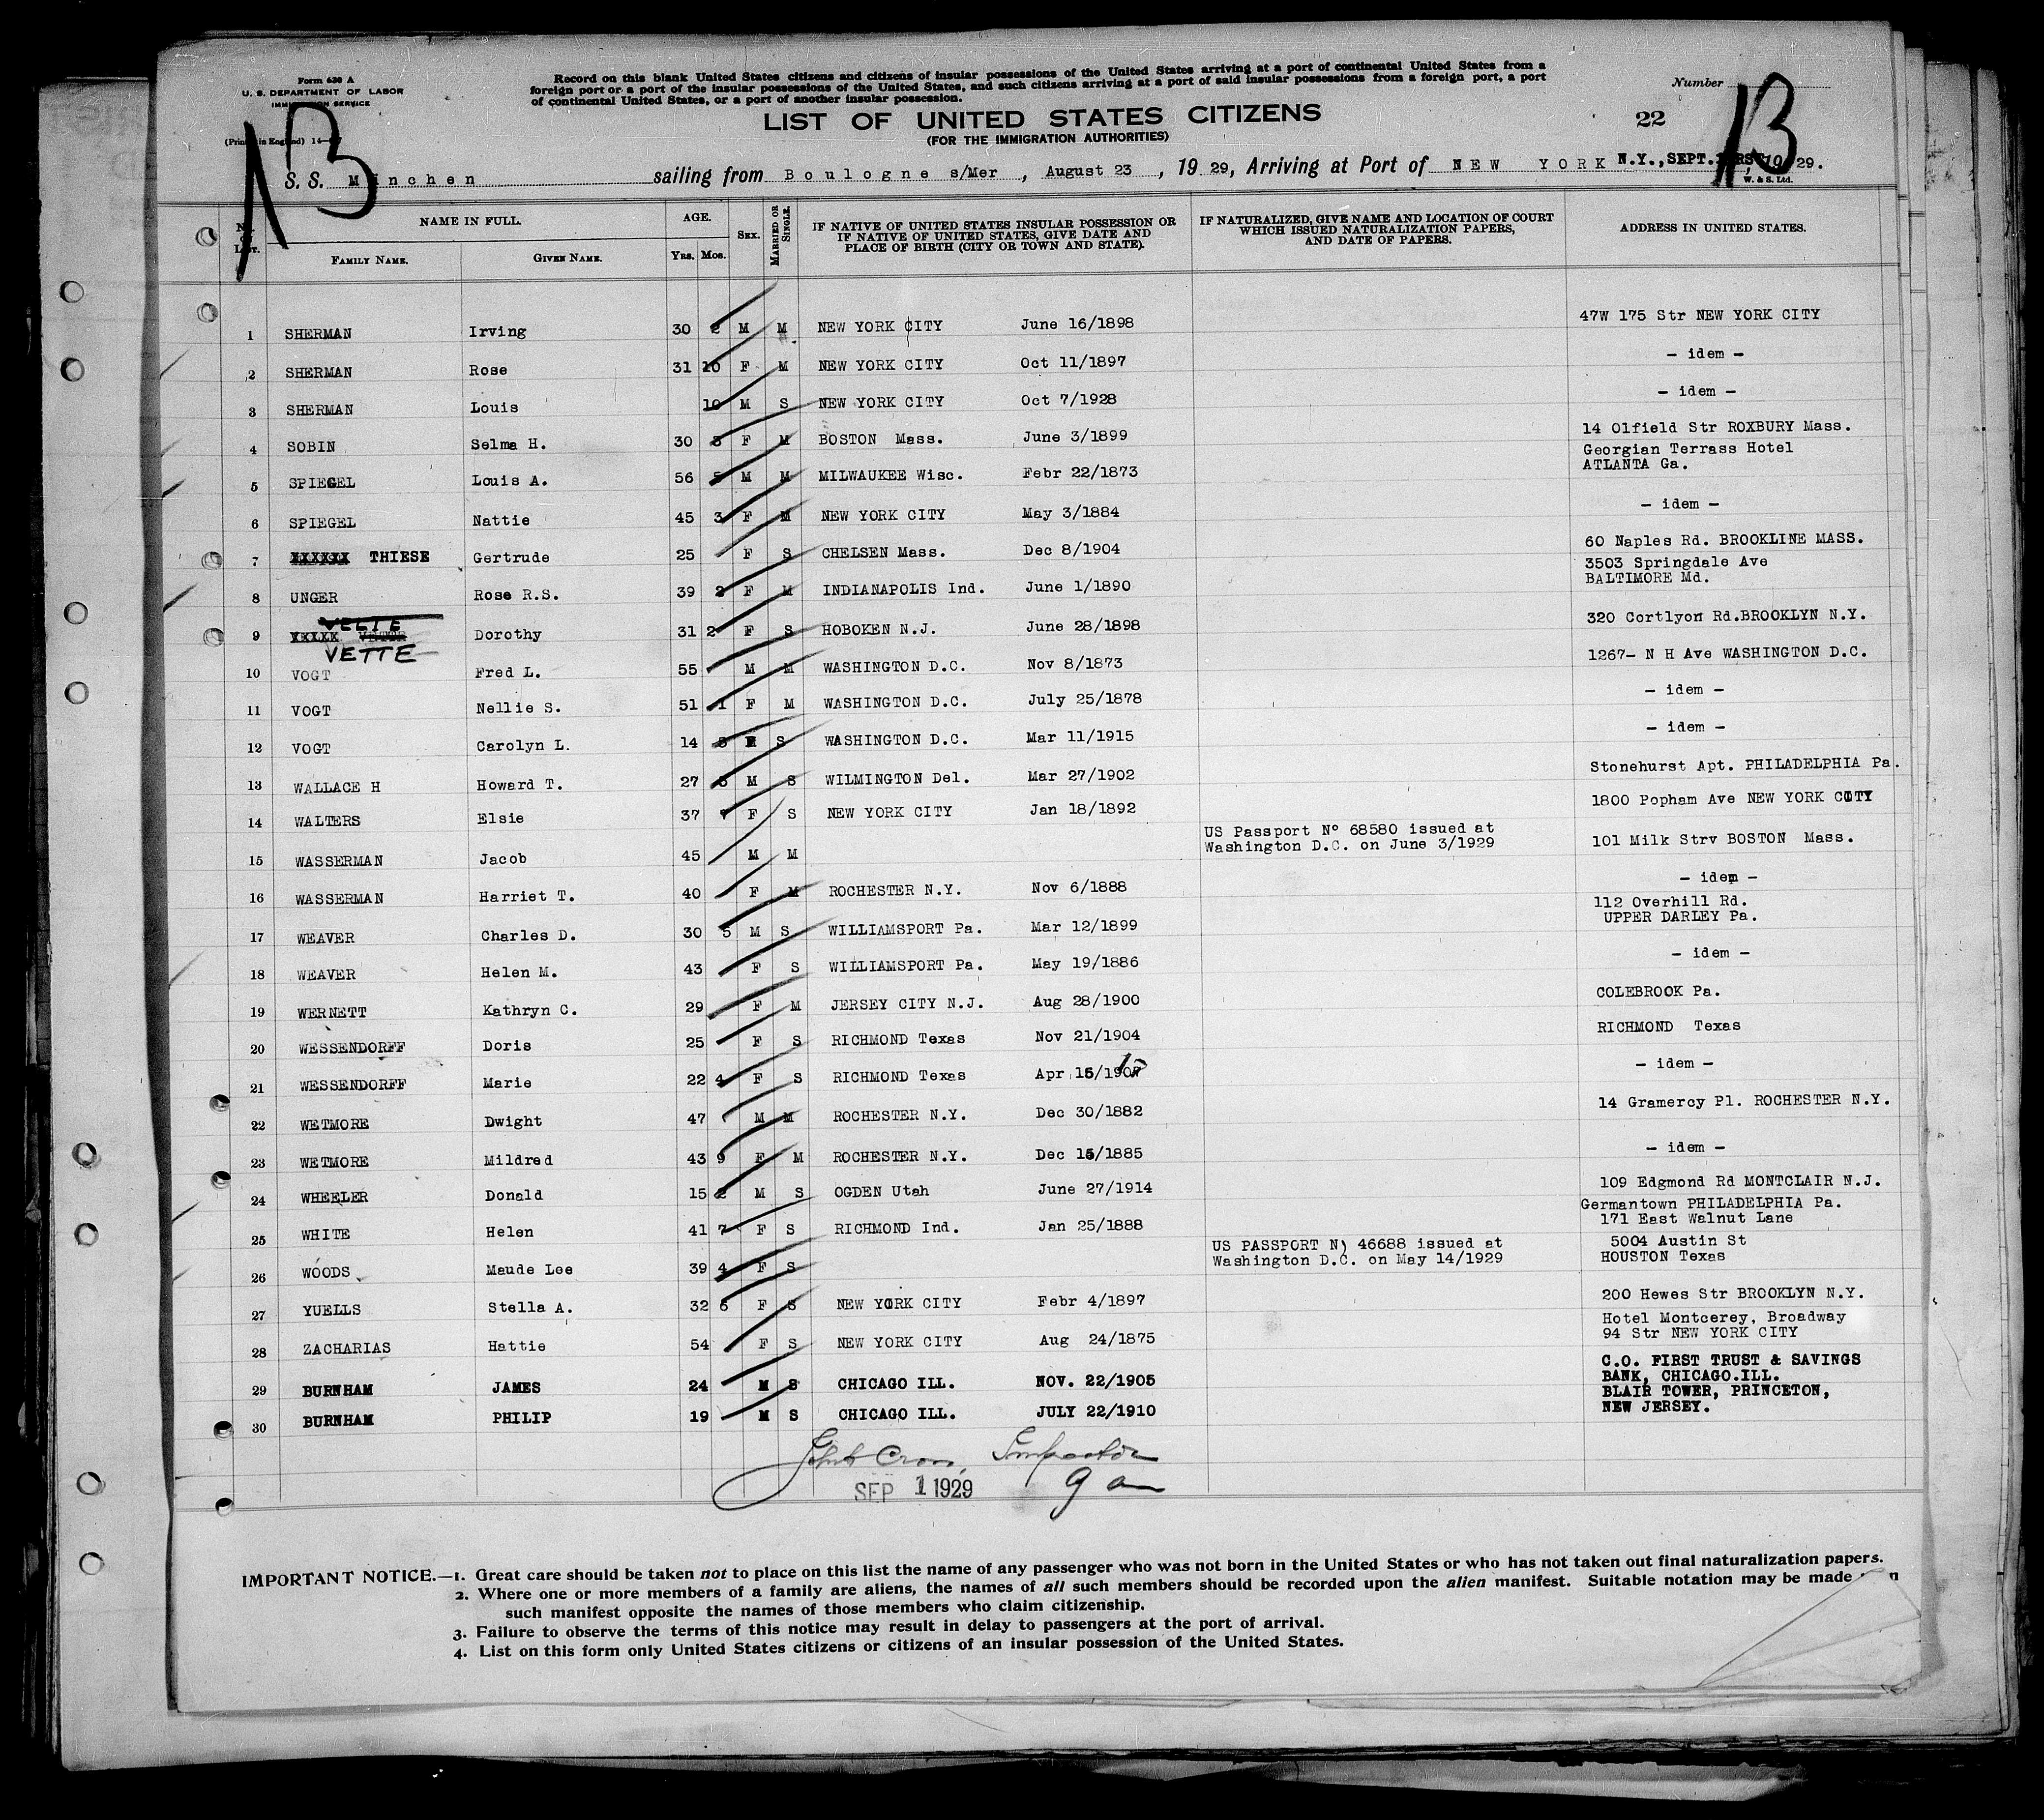 Form 630 A
U. S. DEPARTMENT OF LABOR
IMMIGRATION SERVICE
(Printed in England) 14—
Record on this blank United States citizens and citizens of insular possessions of the United States arriving at a port of continental United States from a
foreign port or a port of the insular possessions of the United States, and such citizens arriving at a port of said insular possessions from a foreign port, a port
of continental United States, or a port of another insular possession.
Number
13
13
22
LIST OF UNITED STATES CITIZENS
(FOR THE IMMIGRATION AUTHORITIES)
S. S. München sailing from Boulogne s/Mer, August 23, 19 29, Arriving at Port of NEW YORK N.Y., SEPT. 1RST, 1929.
W. & S. Ltd.
No. LIST. NAME IN FULL. AGE. SEX. MARRIED OR SINGLE. IF NATIVE OF UNITED STATES INSULAR POSSESSION OR IF NATIVE OF UNITED STATES, GIVE DATE AND PLACE OF BIRTH (CITY OR TOWN AND STATE). IF NATURALIZED, GIVE NAME AND LOCATION OF COURT WHICH ISSUED NATURALIZATION PAPERS, AND DATE OF PAPERS. ADDRESS IN UNITED STATES.
FAMILY NAME. GIVEN NAME. YRS. MOS.
1 SHERMAN Irving 30 2 M M NEW YORK CITY June 16/1898 47W 175 Str NEW YORK CITY
2 SHERMAN Rose 31 10 F M NEW YORK CITY Oct 11/1897 - idem -
3 SHERMAN Louis 10 M S NEW YORK CITY Oct 7/1928 - idem -
4 SOBIN Selma H. 30 3 F M BOSTON Mass. June 3/1899 14 Olfield Str ROXBURY Mass.
5 SPIEGEL Louis A. 56 5 M M MILWAUKEE Wisc. Febr 22/1873 Georgian Terrass Hotel ATLANTA Ga.
6 SPIEGEL Nattie 45 3 F M NEW YORK CITY May 3/1884 - idem -
7 XXXXXX THIESE Gertrude 25 F S CHELSEN Mass. Dec 8/1904 60 Naples Rd. BROOKLINE MASS.
8 UNGER Rose R.S. 39 2 F M INDIANAPOLIS Ind. June 1/1890 3503 Springdale Ave BALTIMORE Md.
VELIE
9 Dorothy 31 2 F S HOBOKEN N.J. June 28/1898 320 Cortlyon Rd.BROOKLYN N.Y.
VETTE
10 VOGT Fred L. 55 M M WASHINGTON D.C. Nov 8/1873 1267- N H Ave WASHINGTON D.C.
11 VOGT Nellie S. 51 1 F M WASHINGTON D.C. July 25/1878 - idem -
12 VOGT Carolyn L. 14 5 S WASHINGTON D.C. Mar 11/1915 - idem -
13 WALLACE H Howard T. 27 5 M S WILMINGTON Del. Mar 27/1902 Stonehurst Apt. PHILADELPHIA Pa.
14 WALTERS Elsie 37 7 F S NEW YORK CITY Jan 18/1892 1800 Popham Ave NEW YORK CITY
15 WASSERMAN Jacob 45 M M US Passport N° 68580 issued at Washington D.C. on June 3/1929 101 Milk Strv BOSTON Mass.
16 WASSERMAN Harriet T. 40 F M ROCHESTER N.Y. Nov 6/1888 - idem -
17 WEAVER Charles D. 30 5 M S WILLIAMSPORT Pa. Mar 12/1899 112 Overhill Rd. UPPER DARLEY Pa.
18 WEAVER Helen M. 43 F S WILLIAMSPORT Pa. May 19/1886 - idem -
19 WERNETT Kathryn C. 29 F M JERSEY CITY N.J. Aug 28/1900 COLEBROOK Pa.
20 WESSENDORFF Doris 25 F S RICHMOND Texas Nov 21/1904 RICHMOND Texas
21 WESSENDORFF Marie 22 4 F S RICHMOND Texas Apr 15/1907 - idem -
22 WETMORE Dwight 47 M M ROCHESTER N.Y. Dec 30/1882 14 Gramercy Pl. ROCHESTER N.Y.
23 WETMORE Mildred 43 9 F M ROCHESTER N.Y. Dec 15/1885 - idem -
24 WHEELER Donald 15 2 M S OGDEN Utah June 27/1914 109 Edgmond Rd MONTCLAIR N.J.
25 WHITE Helen 41 7 F S RICHMOND Ind. Jan 25/1888 Germantown PHILADELPHIA Pa. 171 East Walnut Lane
26 WOODS Maude Lee 39 4 F S US PASSPORT N) 46688 issued at Washington D.C. on May 14/1929 5004 Austin St HOUSTON Texas
27 YUELLS Stella A. 32 6 F S NEW YORK CITY Febr 4/1897 200 Hewes Str BROOKLYN N.Y.
28 ZACHARIAS Hattie 54 F S NEW YORK CITY Aug 24/1875 Hotel Montcerey, Broadway 94 Str NEW YORK CITY
29 BURNHAM JAMES 24 M S CHICAGO ILL. NOV. 22/1905 C.O. FIRST TRUST & SAVINGS BANK, CHICAGO.ILL.
30 BURNHAM PHILIP 19 M S CHICAGO ILL. JULY 22/1910 BLAIR TOWER, PRINCETON, NEW JERSEY.
Inspector
SEP 1 1929
IMPORTANT NOTICE.—1. Great care should be taken not to place on this list the name of any passenger who was not born in the United States or who has not taken out final naturalization papers.
2. Where one or more members of a family are aliens, the names of all such members should be recorded upon the alien manifest. Suitable notation may be made
such manifest opposite the names of those members who claim citizenship.
3. Failure to observe the terms of this notice may result in delay to passengers at the port of arrival.
4. List on this form only United States citizens or citizens of an insular possession of the United States.